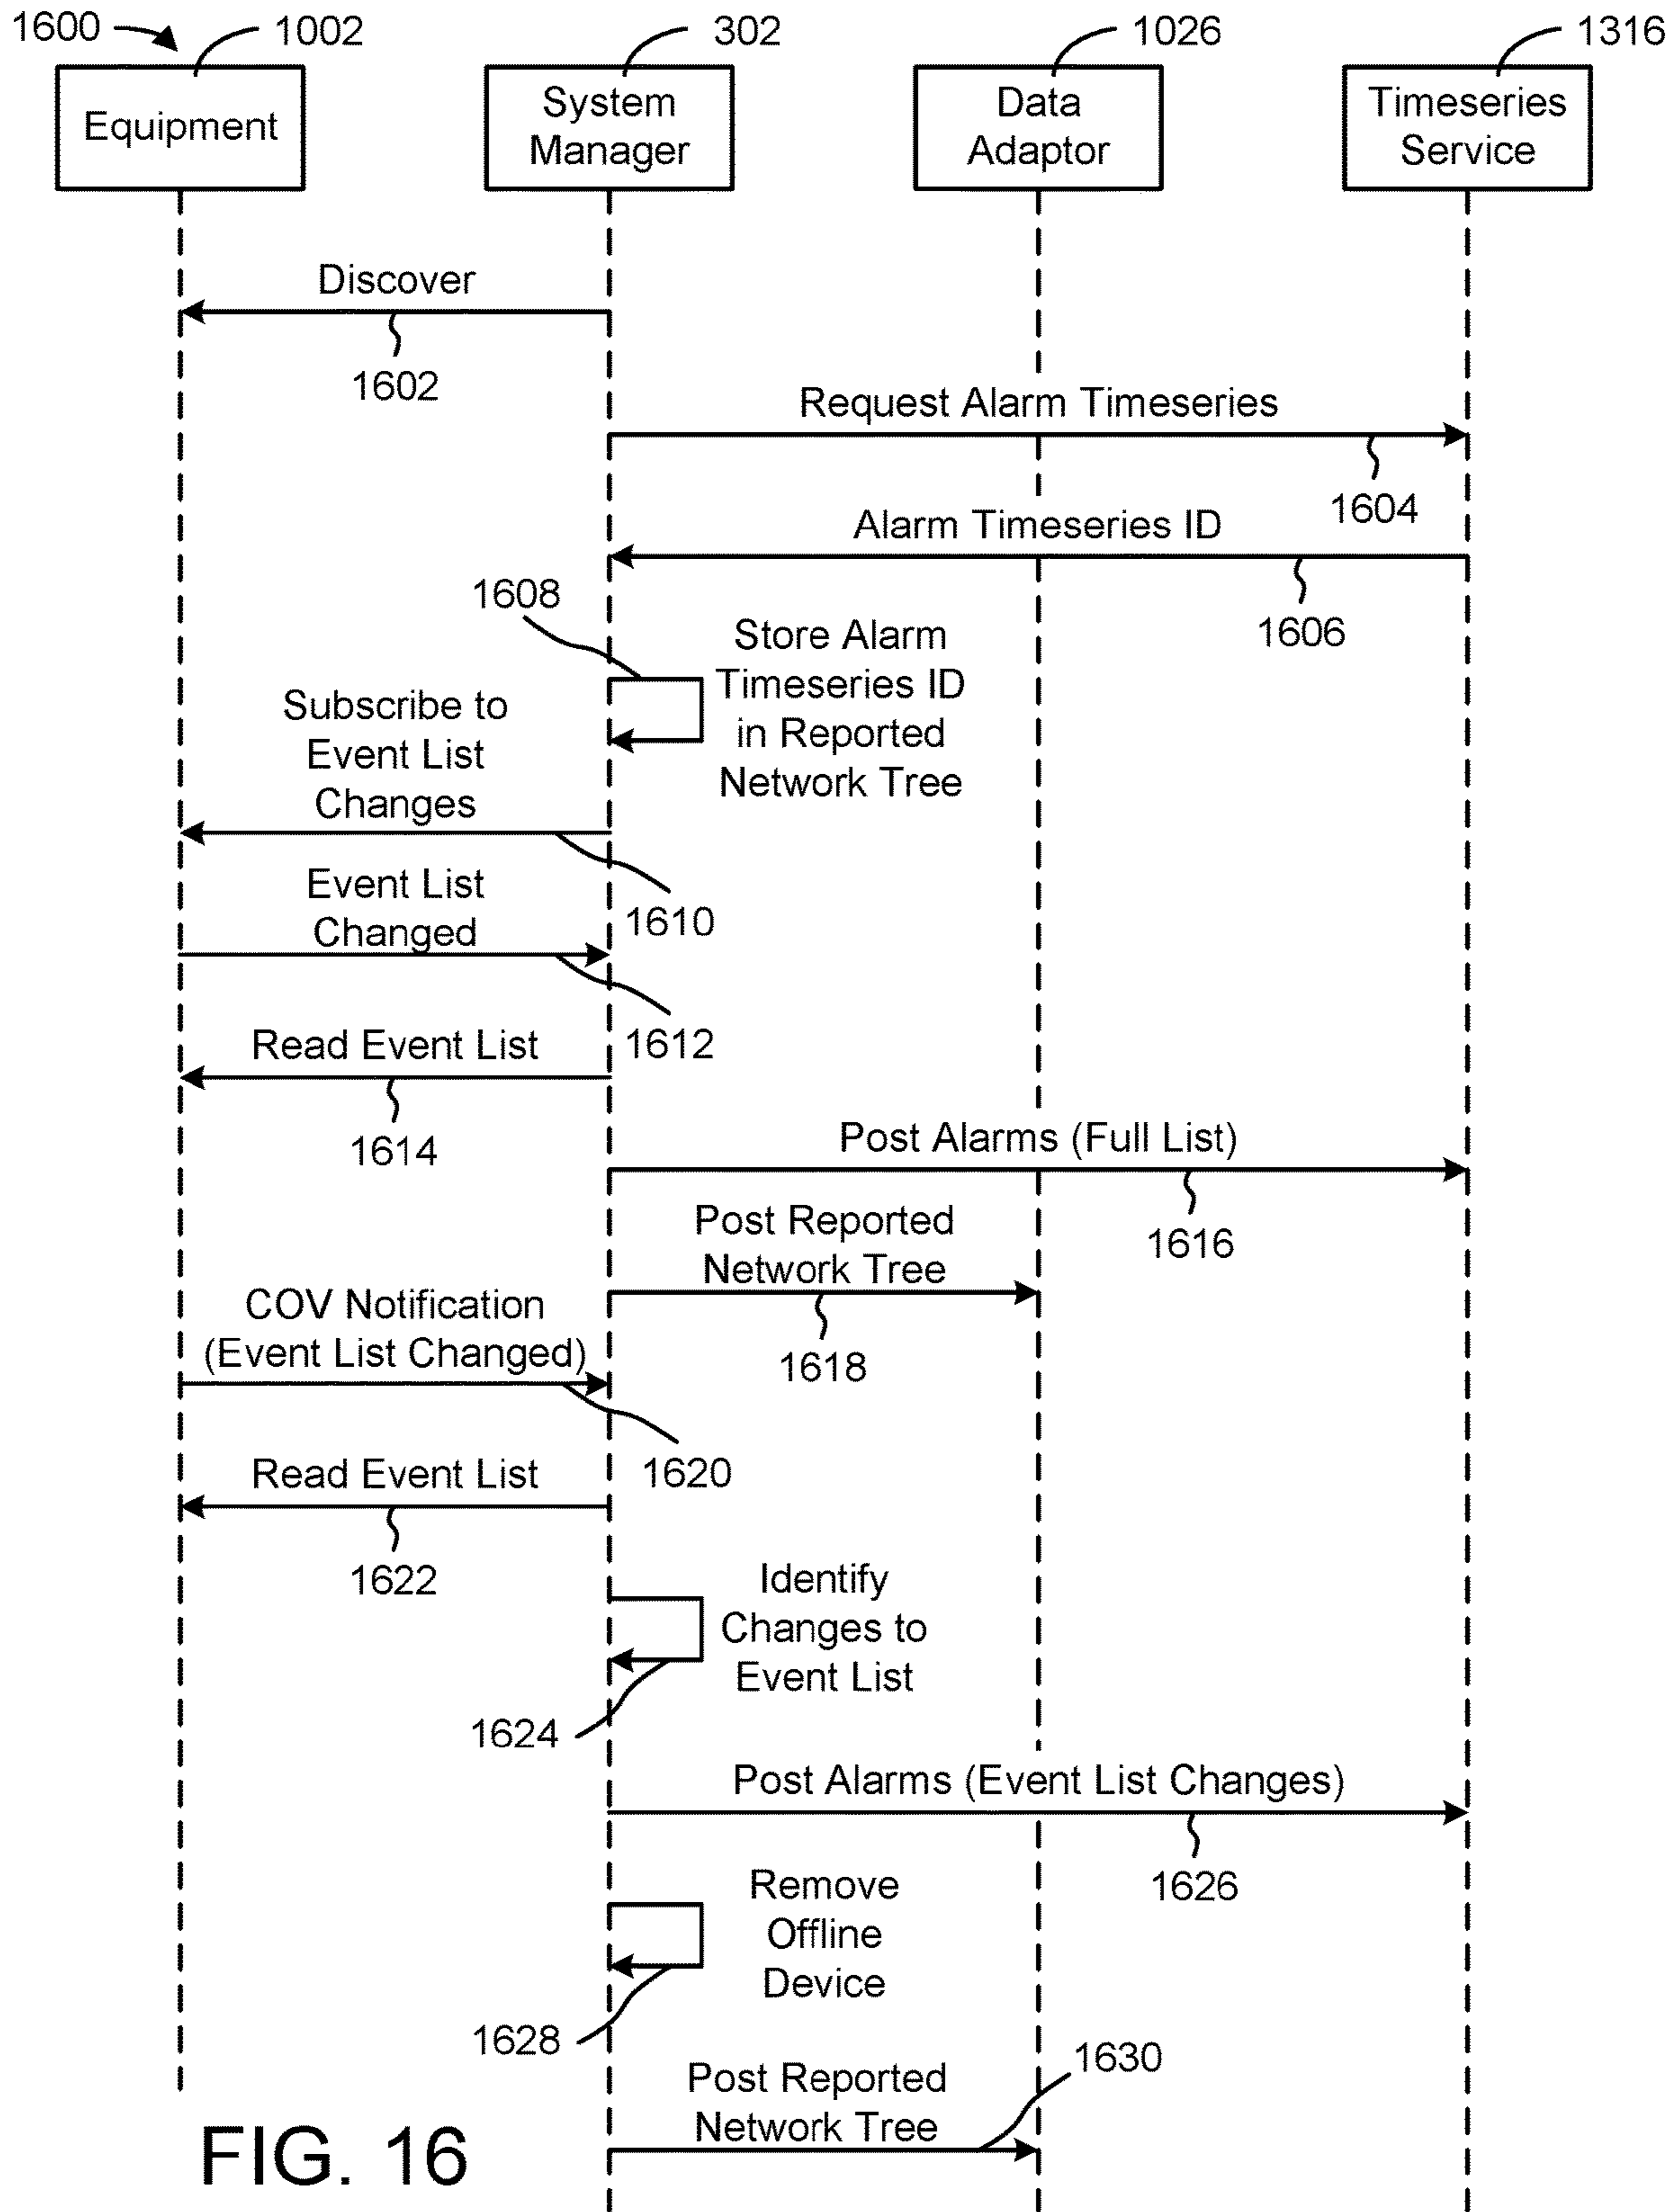 1600
1002
302
1026
1316
Equipment
System
Manager
Data
Adaptor
Timeseries
Service
Discover
1602
Request Alarm Timeseries
1604
Alarm Timeseries ID
1606
1608
Store Alarm
Timeseries ID
in Reported
Network Tree
Subscribe to
Event List
Changes
1610
Event List
Changed
1612
Read Event List
1614
Post Alarms (Full List)
1616
Post Reported
Network Tree
1618
COV Notification
(Event List Changed)
1620
Read Event List
1622
Identify
Changes to
Event List
1624
Post Alarms (Event List Changes)
1626
Remove
Offline
Device
1628
Post Reported
Network Tree
1630
FIG. 16